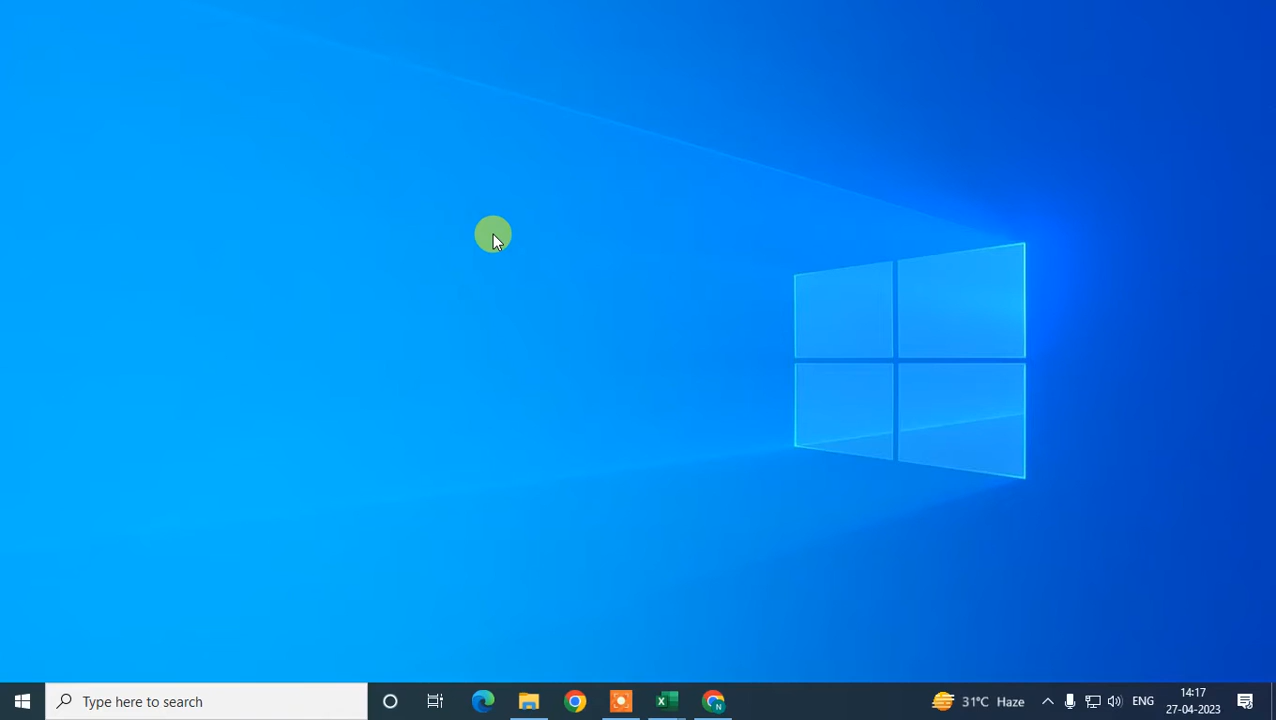 Type here to search
X
N
31°C Haze
ENG
14:17
27-04-2023